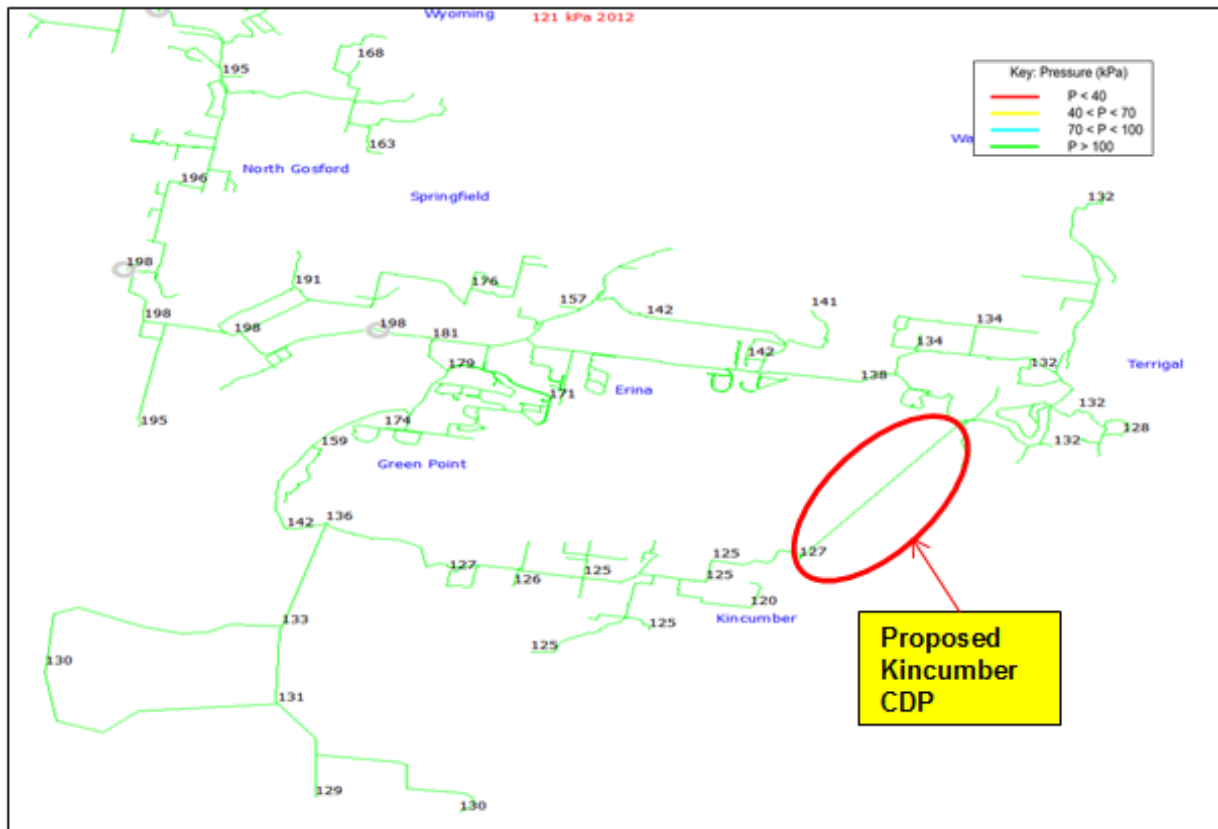 Wyoming
121 kPa 2012
168
195
Key: Pressure (kPa)
P < 40
40 < P < 70
70 < P < 100
P > 100
163
Wa
North Gosford
196
Springfield
132
198
191
176
157
142
141
198
198
198
181
134
134
142
132
179
138
Terrigal
171
Erina
132
195
174
128
159
132
Green Point
142
136
127
126
125
125
125
127
120
Kincumber
133
125
125
130
131
129
130
Proposed
Kincumber
CDP